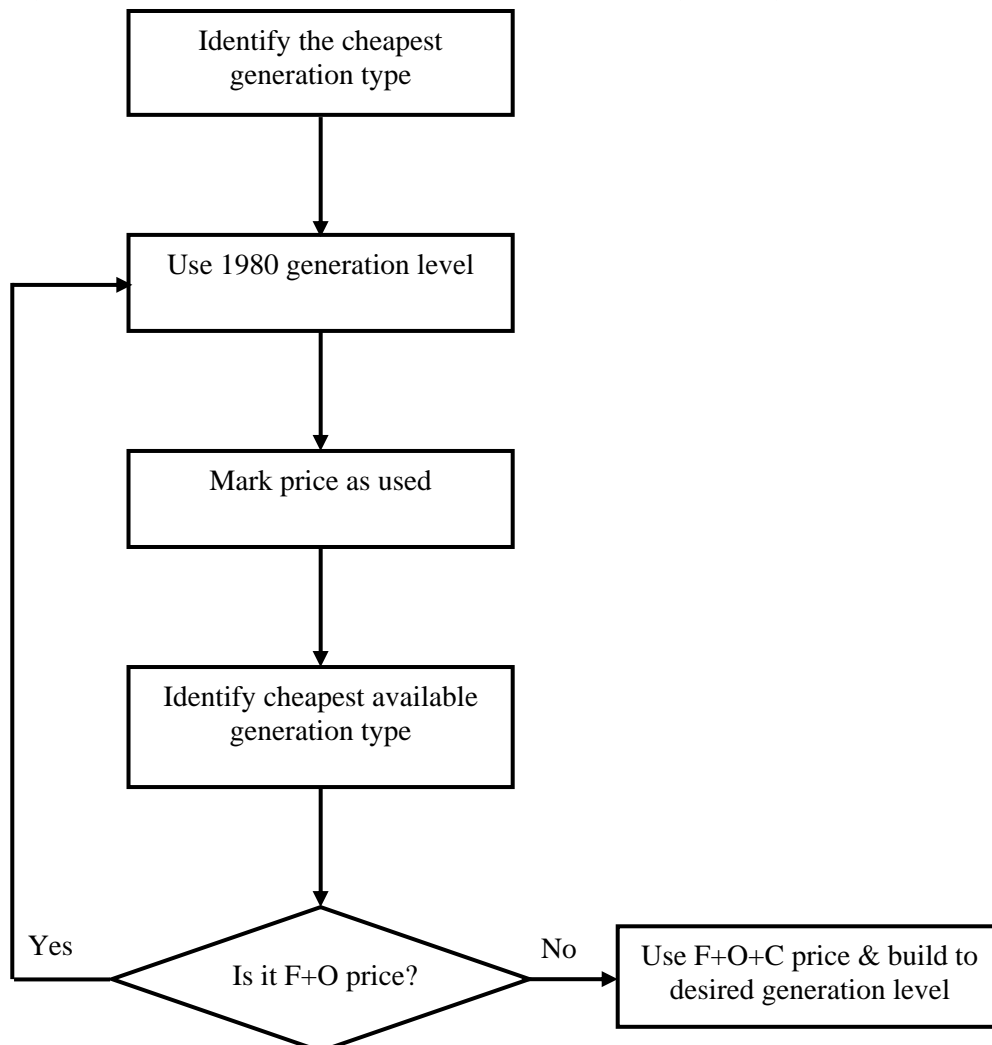 Identify the cheapest
generation type
Use 1980 generation level
Mark price as used
Identify cheapest available
generation type
Yes
Is it F+O price?
No
Use F+O+C price & build to
desired generation level